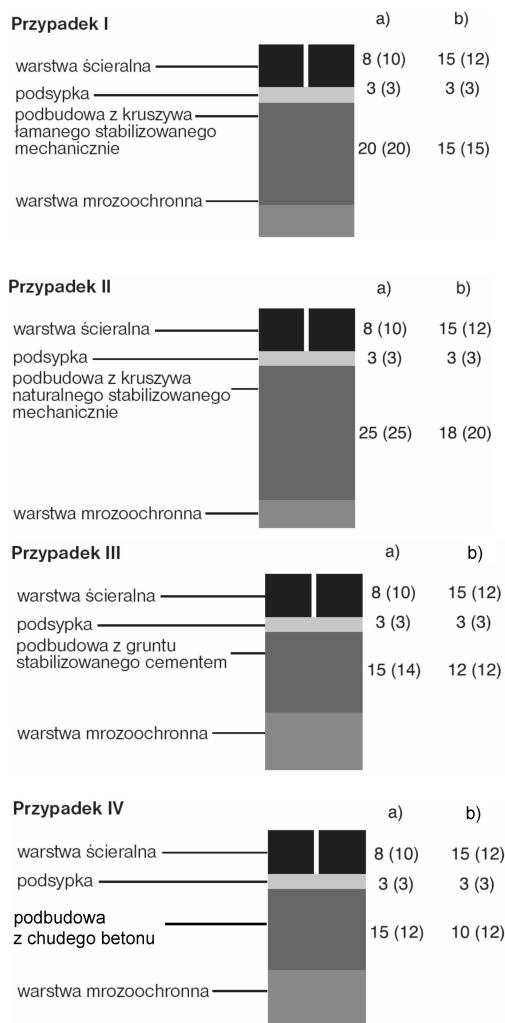 Przypadek I a) b)
warstwa ścieralna 8 (10) 15 (12)
podsypka 3 (3) 3 (3)
podbudowa z kruszywa
łamanego stabilizowanego
mechanicznie 20 (20) 15 (15)
warstwa mrozoochronna
Przypadek II a) b)
warstwa ścieralna 8 (10) 15 (12)
podsypka 3 (3) 3 (3)
podbudowa z kruszywa
naturalnego stabilizowanego
mechanicznie
25 (25) 18 (20)
warstwa mrozoochronna
Przypadek III a) b)
warstwa ścieralna 8 (10) 15 (12)
podsypka 3 (3) 3 (3)
podbudowa z gruntu
stabilizowanego cementem
15 (14) 12 (12)
warstwa mrozoochronna
Przypadek IV a) b)
warstwa ścieralna 8 (10) 15 (12)
podsypka 3 (3) 3 (3)
podbudowa
z chudego betonu 15 (12) 10 (12)
warstwa mrozoochronna